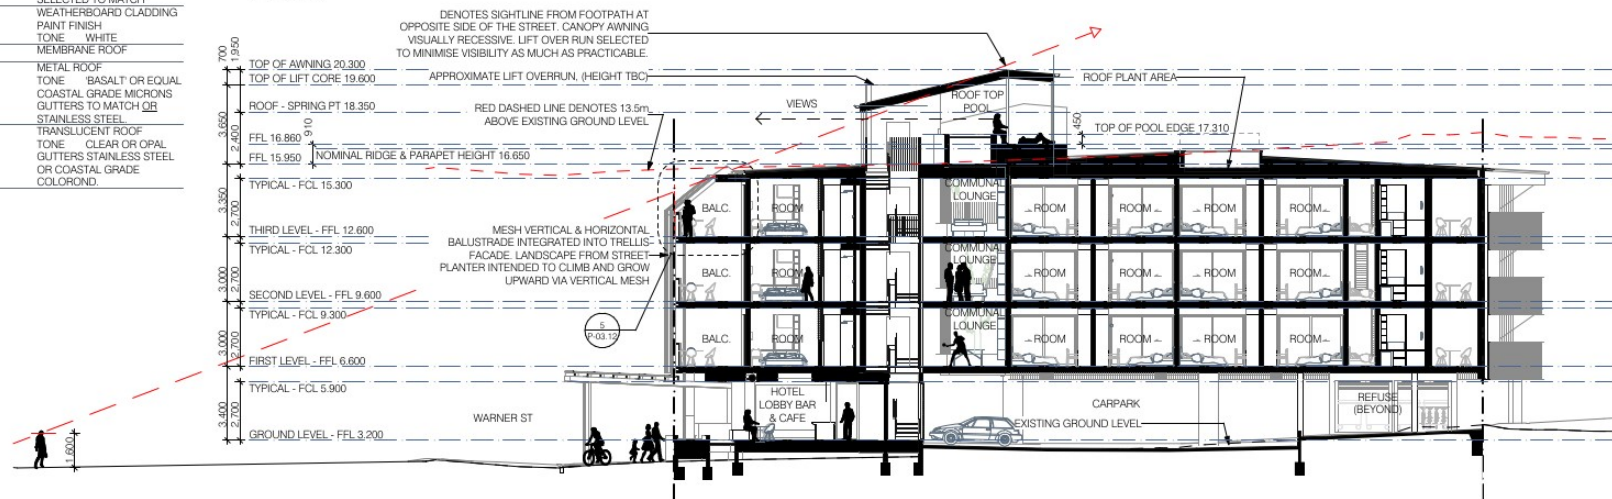 SELECTED TO MATCH
WEATHERBOARD CLADDING
PAINT FINISH
TONE WHITE
MEMBRANE ROOF
METAL ROOF
TONE 'BASALT' OR EQUAL
COASTAL GRADE MICRONS
GUTTERS TO MATCH OR
STAINLESS STEEL.
TRANSLUCENT ROOF
TONE CLEAR OR OPAL
GUTTERS STAINLESS STEEL
OR COASTAL GRADE
COLOROND.
700
1,950
3,650
2,400
910
3,350
2,700
3,000
2,700
3,0000
2,700
3,400
2,700
1,600
TOP OF AWNING 20.300
TOP OF LIFT CORE 19.600
ROOF - SPRING PT 18.350
FFL 16.860
FFL 15.950
NOMINAL RIDGE & PARAPET HEIGHT 16.650
TYPICAL - FCL 15.300
THIRD LEVEL - FFL 12.600
TYPICAL - FCL 12.300
SECOND LEVEL - FFL 9.600
TYPICAL - FCL 9.300
FIRST LEVEL - FFL 6.600
TYPICAL - FCL 5.900
GROUND LEVEL - FFL 3.200
DENOTES SIGHTLINE FROM FOOTPATH AT
OPPOSITE SIDE OF THE STREET. CANOPY AWNING
VISUALLY RECESSIVE. LIFT OVER RUN SELECTED
TO MINIMISE VISIBILITY AS MUCH AS PRACTICABLE.
APPROXIMATE LIFT OVERRUN, (HEIGHT TBC)
RED DASHED LINE DENOTES 13.5m
ABOVE EXISTING GROUND LEVEL
MESH VERTICAL & HORIZONTAL
BALUSTRADE INTEGRATED INTO TRELLIS
FACADE. LANDSCAPE FROM STREET
PLANTER INTENDED TO CLIMB AND GROW
UPWARD VIA VERTICAL MESH
5
P-03.12
VIEWS
ROOF TOP
POOL
ROOF PLANT AREA
450
TOP OF POOL EDGE 17.310
BALC.
ROOM
COMMUNAL
LOUNGE
ROOM
ROOM
ROOM
ROOM
BALC.
ROOM
COMMUNAL
LOUNGE
ROOM
ROOM
ROOM
ROOM
BALC.
ROOM
COMMUNAL
LOUNGE
ROOM
ROOM
ROOM
ROOM
WARNER ST
HOTEL
LOBBY BAR
& CAFE
CARPARK
EXISTING GROUND LEVEL
REFUSE
(BEYOND)